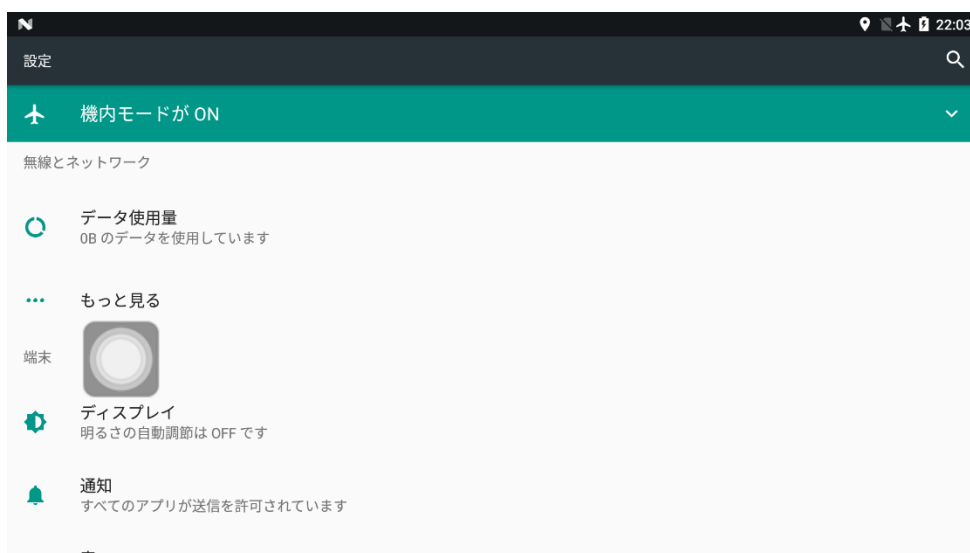 22:03
設定
機内モードが ON
無線とネットワーク
データ使用量
0B のデータを使用しています
もっと見る
端末
ディスプレイ
明るさの自動調節は OFF です
通知
すべてのアプリが送信を許可されています